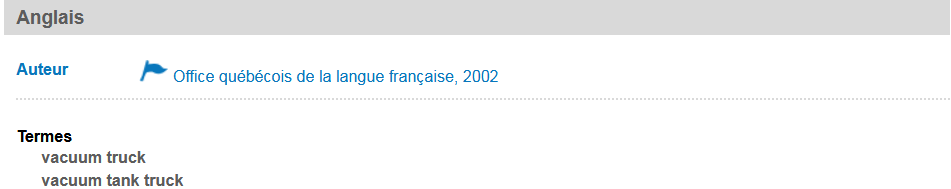 Anglais
Auteur Office québécois de la langue française, 2002
Termes
vacuum truck
vacuum tank truck